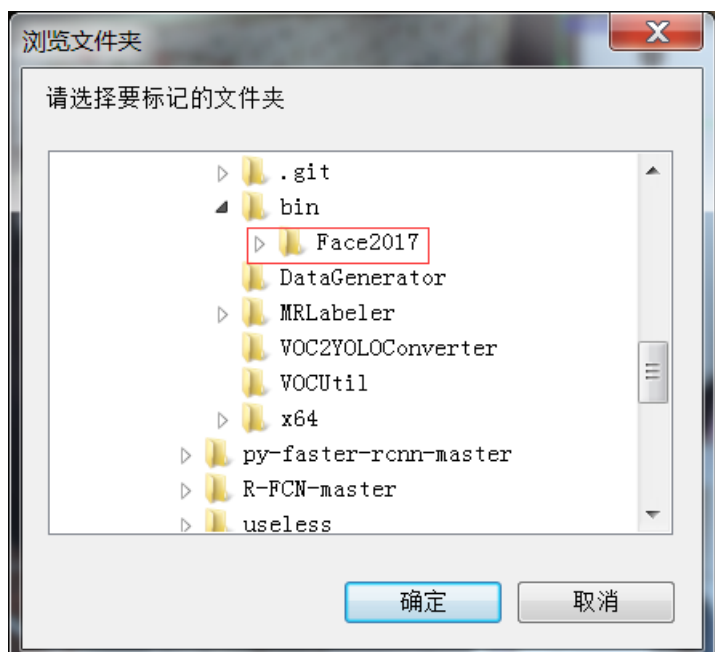 浏览文件夹
请选择要标记的文件夹
.git
bin
Face2017
DataGenerator
MRLabeler
VOC2YOLOConverter
VOCUtil
x64
py-faster-rcnn-master
R-FCN-master
useless
确定 取消